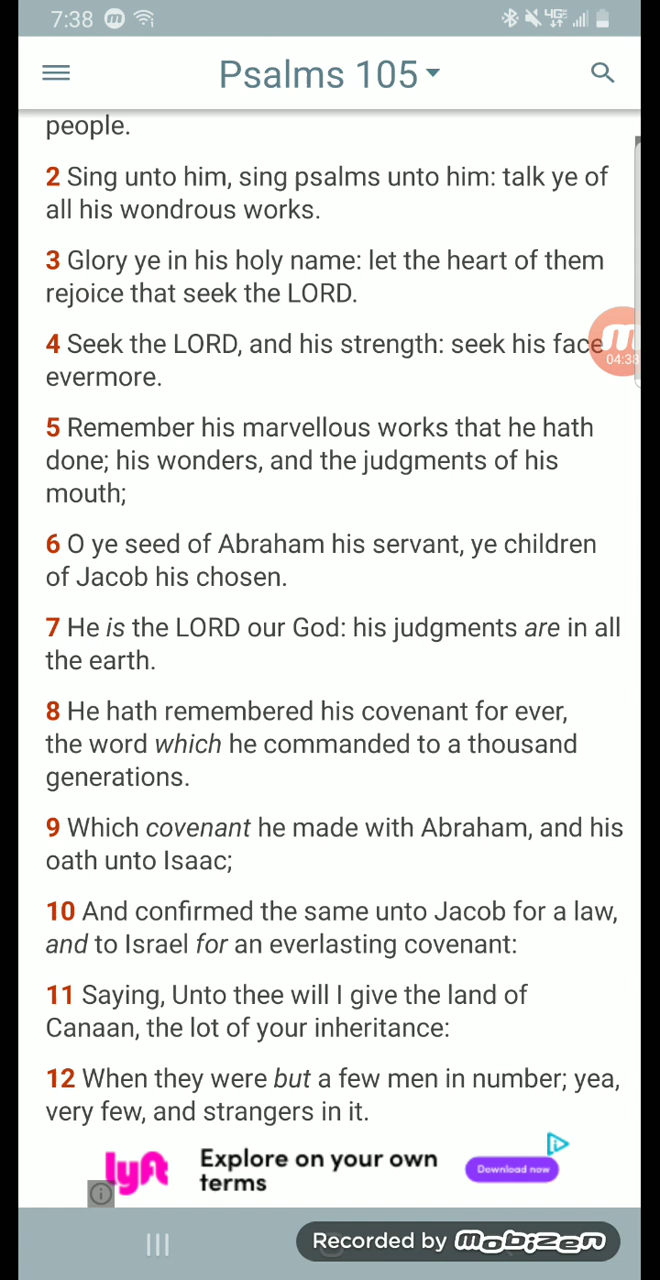 7:38 m 4GE
Psalms 105
people.
2 Sing unto him, sing psalms unto him: talk ye of
all his wondrous works.
3 Glory ye in his holy name: let the heart of them
rejoice that seek the LORD.
4 Seek the LORD, and his strength: seek his face
evermore.
m
04:38
5 Remember his marvellous works that he hath
done; his wonders, and the judgments of his
mouth;
6 O ye seed of Abraham his servant, ye children
of Jacob his chosen.
7 He is the LORD our God: his judgments are in all
the earth.
8 He hath remembered his covenant for ever,
the word which he commanded to a thousand
generations.
9 Which covenant he made with Abraham, and his
oath unto Isaac;
10 And confirmed the same unto Jacob for a law,
and to Israel for an everlasting covenant:
11 Saying, Unto thee will I give the land of
Canaan, the lot of your inheritance:
12 When they were but a few men in number; yea,
very few, and strangers in it.
lyft
Explore on your own
terms
Download now
Recorded by mobizen